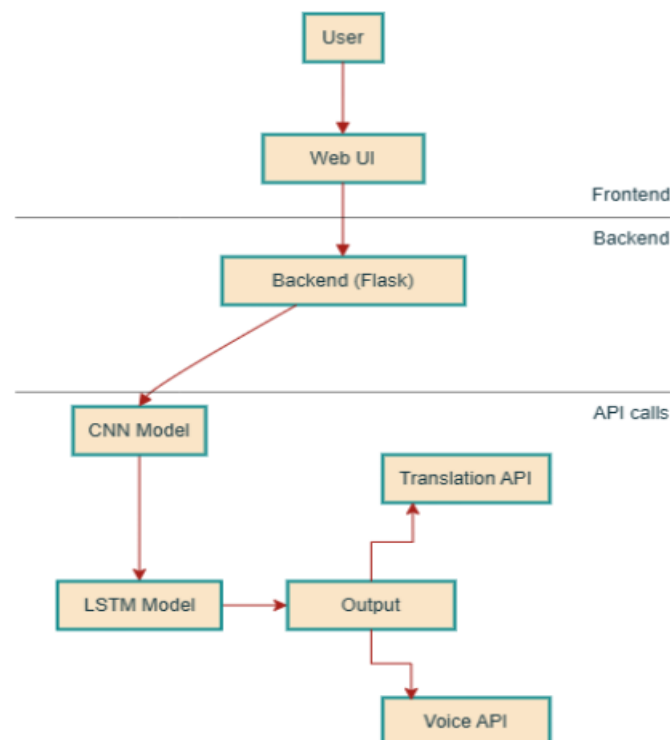 User
Web UI
Frontend
Backend
Backend (Flask)
API calls
CNN Model
Translation API
LSTM Model
Output
Voice API